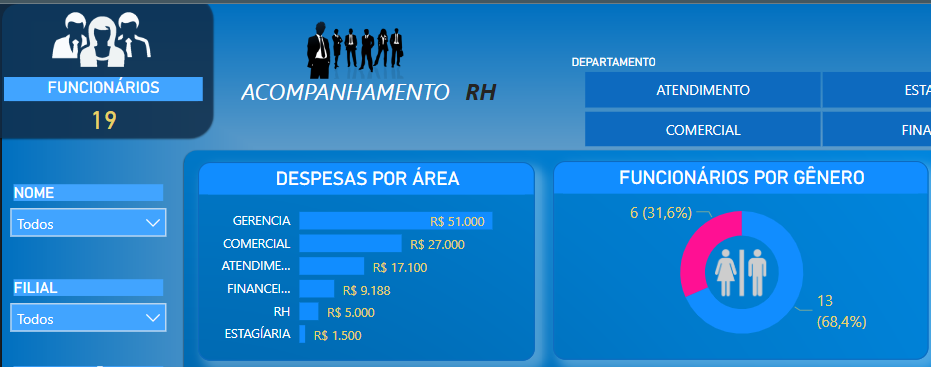 FUNCIONÁRIOS
19
ACOMPANHAMENTO RH
DEPARTAMENTO
ATENDIMENTO
ESTA
COMERCIAL
FINA
NOME
Todos
FILIAL
Todos
DESPESAS POR ÁREA
GERENCIA R$ 51.000
COMERCIAL R$ 27.000
ATENDIME... R$ 17.100
FINANCEI... R$ 9.188
RH R$ 5.000
ESTAGÍARIA R$ 1.500
FUNCIONÁRIOS POR GÊNERO
6 (31,6%)
13
(68,4%)